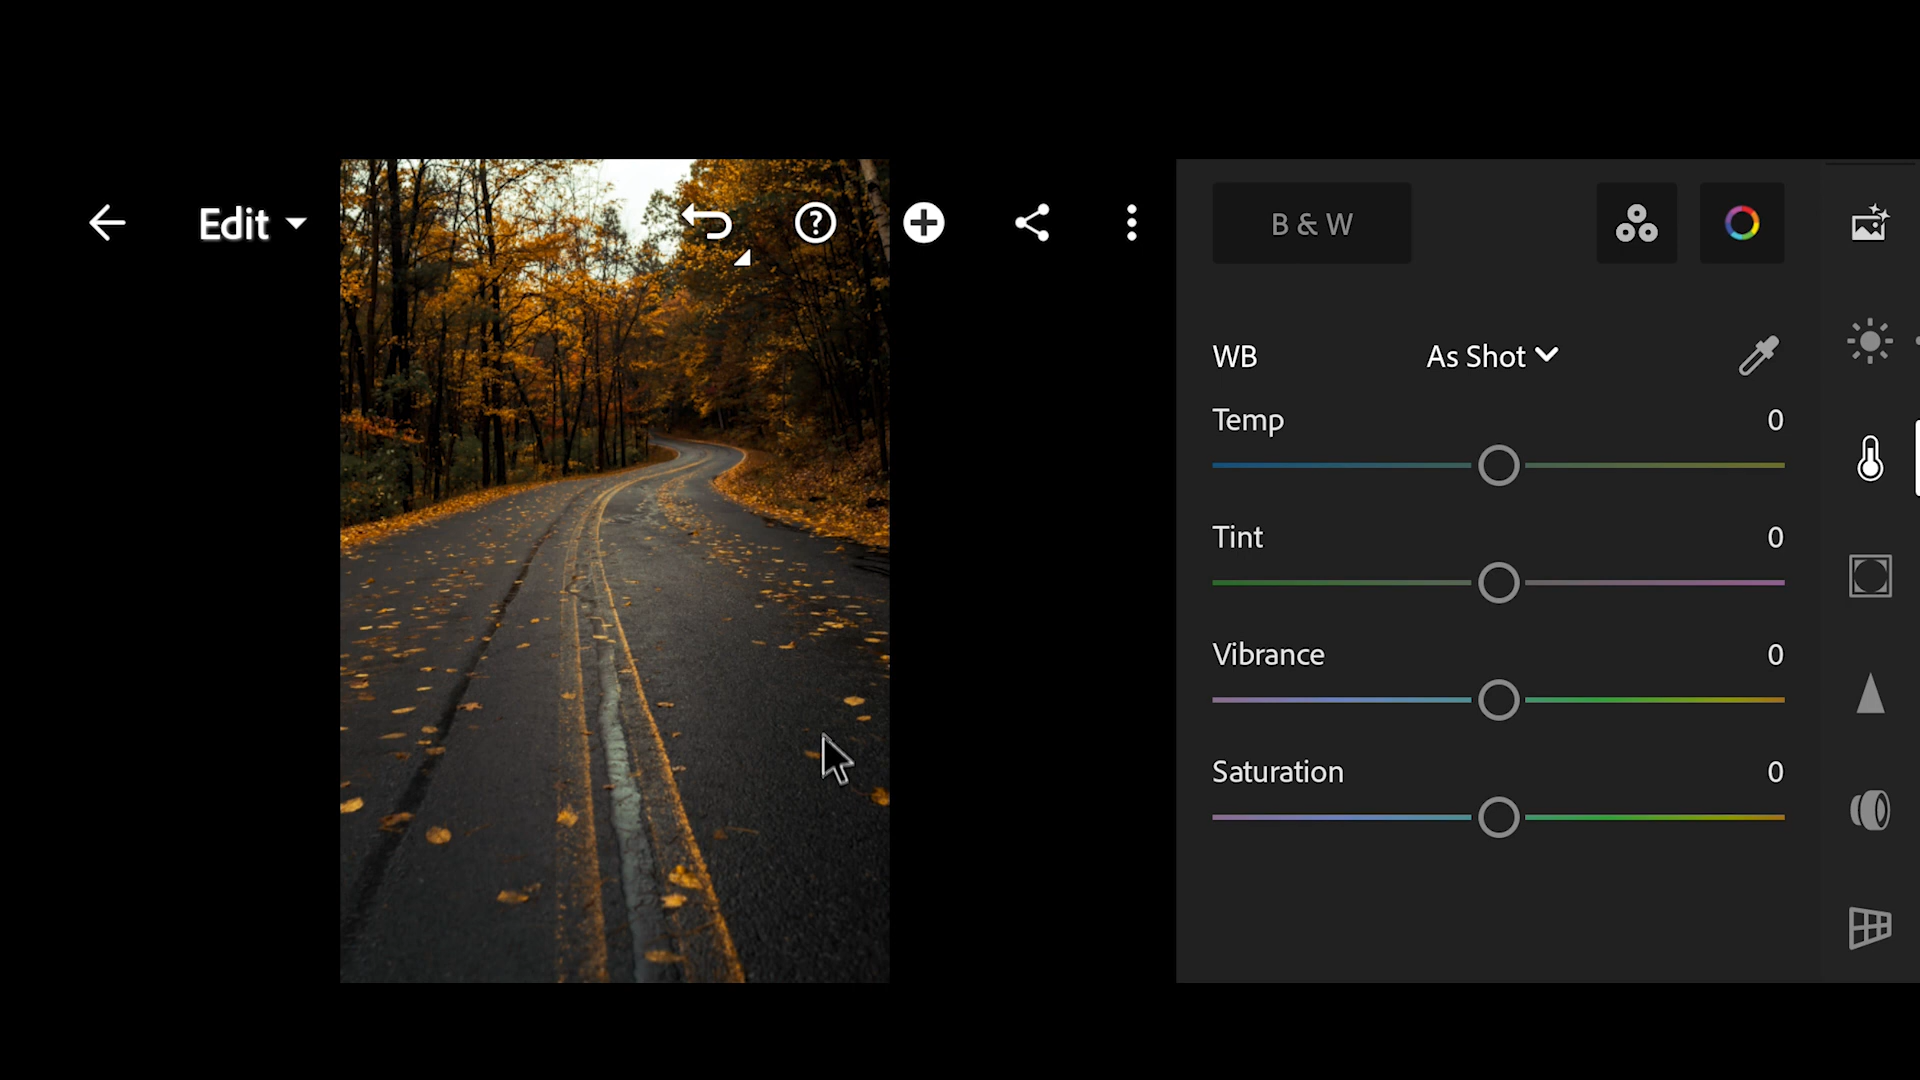 Edit
B & W
WB
As Shot
Temp
0
Tint
0
Vibrance
0
Saturation
0